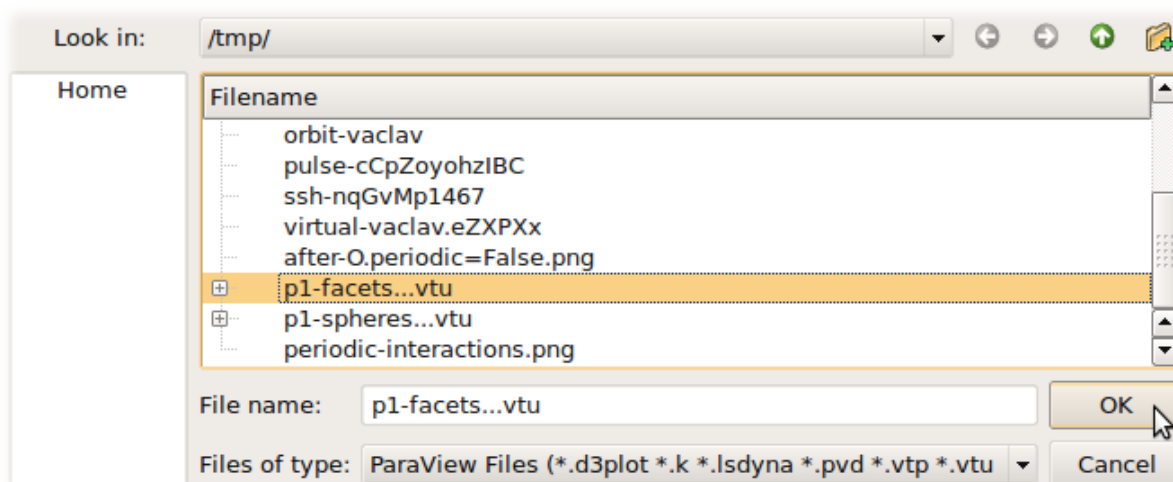 Look in: /tmp/
Home
Filename
orbit-vaclav
pulse-cCpZoyohzIBC
ssh-nqGvMp1467
virtual-vaclav.eZXPXx
after-O.periodic=False.png
p1-facets...vtu
p1-spheres...vtu
periodic-interactions.png
File name: p1-facets...vtu OK
Files of type: ParaView Files (*.d3plot *.k *.lsdyna *.pvd *.vtp *.vtu Cancel